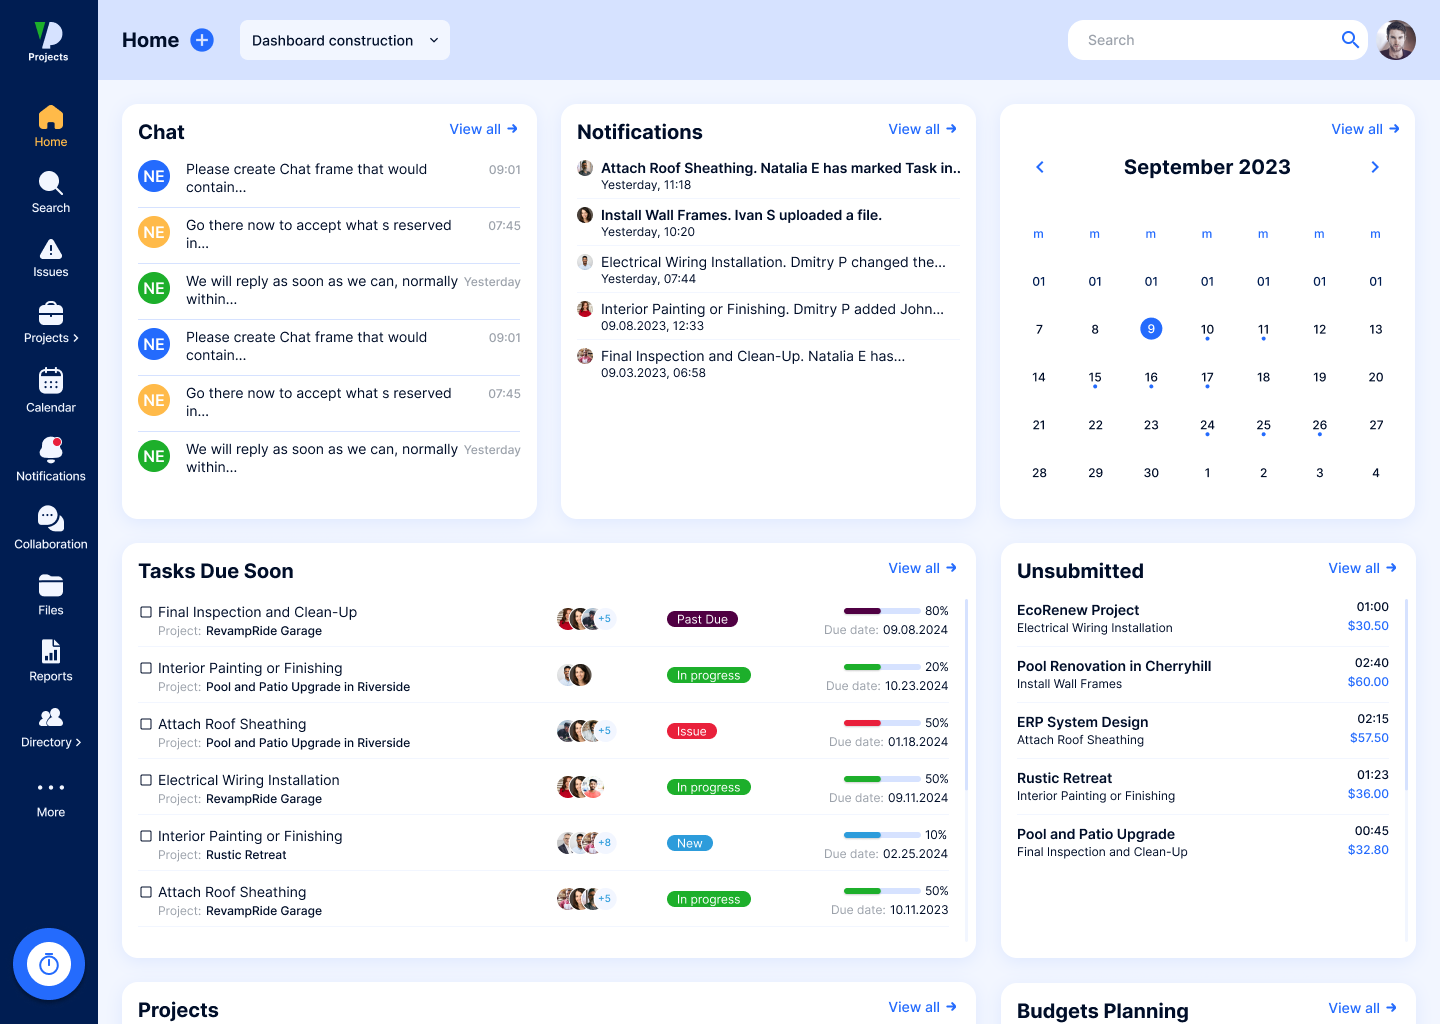 Projects
Home
Search
Issues
Projects
Calendar
Notifications
Collaboration
Files
Reports
Directory
More
Home
Dashboard construction
Search
Chat
View all
NE
Please create Chat frame that would
contain...
09:01
NE
Go there now to accept what s reserved
in...
07:45
NE
We will reply as soon as we can, normally
within...
Yesterday
NE
Please create Chat frame that would
contain...
09:01
NE
Go there now to accept what s reserved
in...
07:45
NE
We will reply as soon as we can, normally
within...
Yesterday
Notifications
View all
Attach Roof Sheathing. Natalia E has marked Task in..
Yesterday, 11:18
Install Wall Frames. Ivan S uploaded a file.
Yesterday, 10:20
Electrical Wiring Installation. Dmitry P changed the...
Yesterday, 07:44
Interior Painting or Finishing. Dmitry P added John...
09.08.2023, 12:33
Final Inspection and Clean-Up. Natalia E has...
09.03.2023, 06:58
View all
September 2023
m m m m m m m
01 01 01 01 01 01 01
7 8 9 10 11 12 13
14 15 16 17 18 19 20
21 22 23 24 25 26 27
28 29 30 1 2 3 4
Tasks Due Soon
View all
Final Inspection and Clean-Up
Project: RevampRide Garage
+5
Past Due
80%
Due date: 09.08.2024
Interior Painting or Finishing
Project: Pool and Patio Upgrade in Riverside
In progress
20%
Due date: 10.23.2024
Attach Roof Sheathing
Project: Pool and Patio Upgrade in Riverside
+5
Issue
50%
Due date: 01.18.2024
Electrical Wiring Installation
Project: RevampRide Garage
In progress
50%
Due date: 09.11.2024
Interior Painting or Finishing
Project: Rustic Retreat
+8
New
10%
Due date: 02.25.2024
Attach Roof Sheathing
Project: RevampRide Garage
+5
In progress
50%
Due date: 10.11.2023
Unsubmitted
View all
EcoRenew Project
Electrical Wiring Installation
01:00
$30.50
Pool Renovation in Cherryhill
Install Wall Frames
02:40
$60.00
ERP System Design
Attach Roof Sheathing
02:15
$57.50
Rustic Retreat
Interior Painting or Finishing
01:23
$36.00
Pool and Patio Upgrade
Final Inspection and Clean-Up
00:45
$32.80
Projects
View all
Budgets Planning
View all